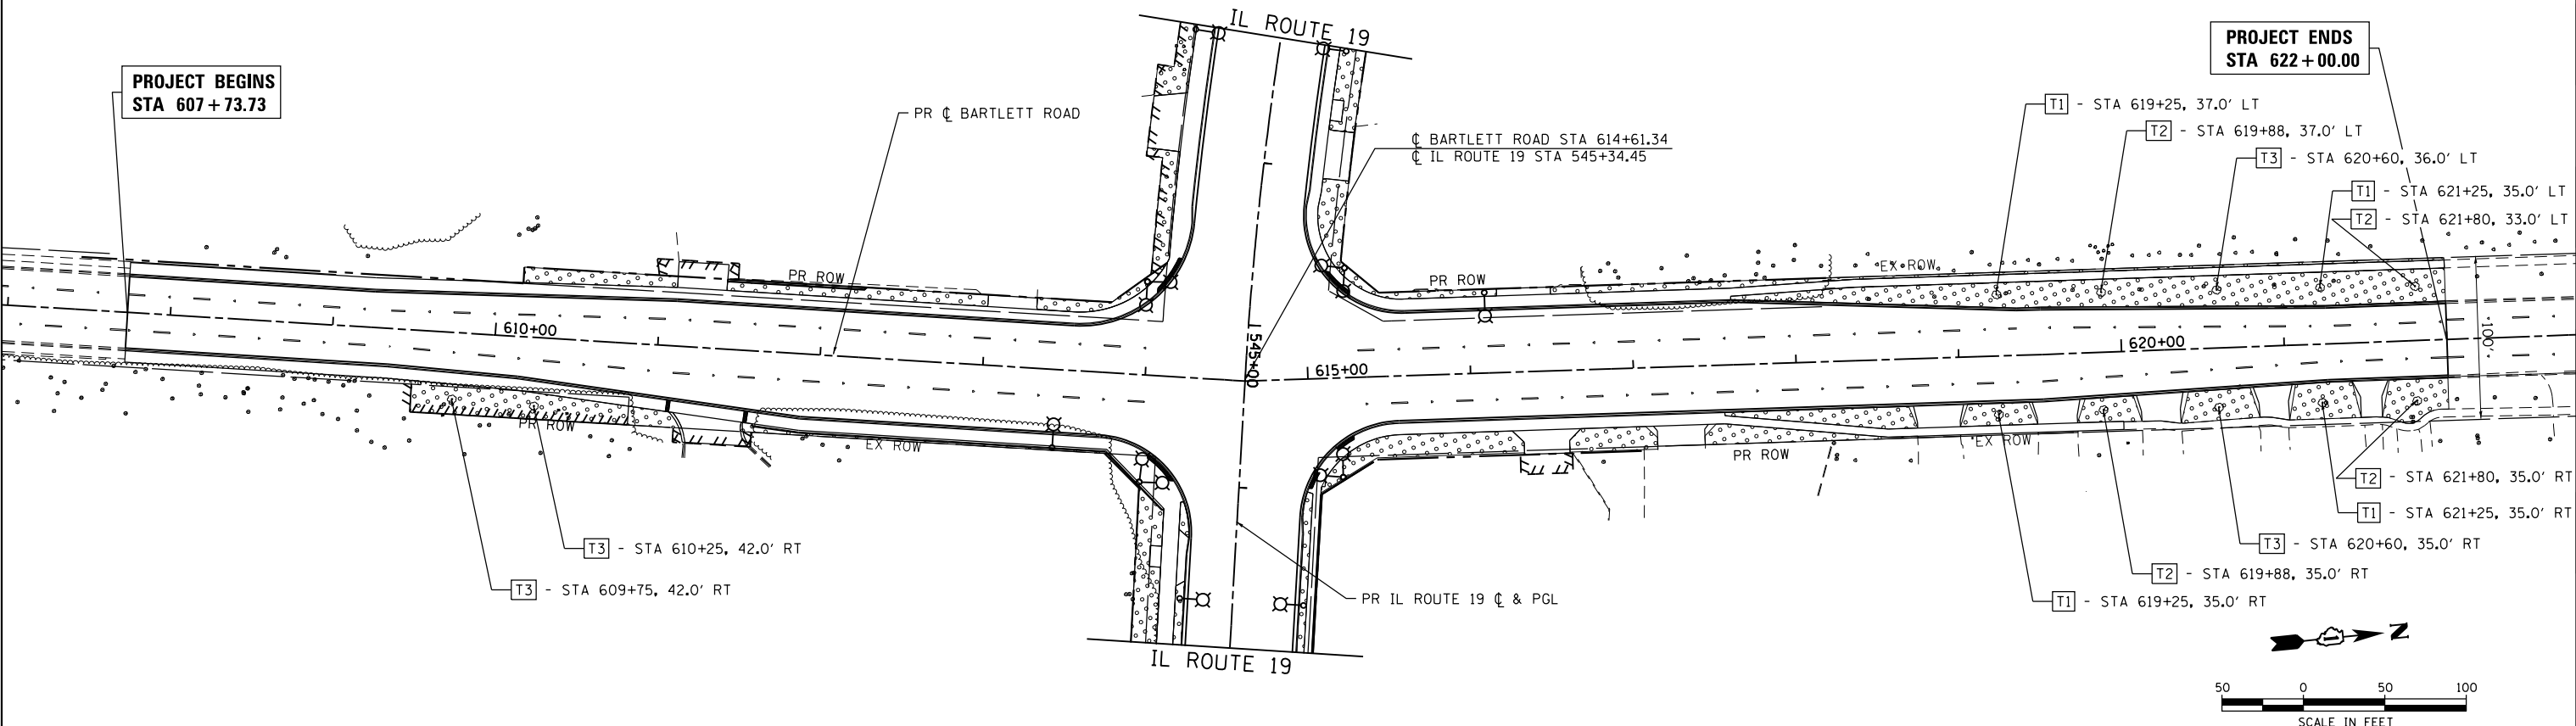 IL ROUTE 19
PROJECT BEGINS
STA 607+73.73
PROJECT ENDS
STA 622+00.00
PR ℄ BARTLETT ROAD
℄ BARTLETT ROAD STA 614+61.34
℄ IL ROUTE 19 STA 545+34.45
T1 - STA 619+25, 37.0' LT
T2 - STA 619+88, 37.0' LT
T3 - STA 620+60, 36.0' LT
T1 - STA 621+25, 35.0' LT
T2 - STA 621+80, 33.0' LT
PR ROW
PR ROW
EX ROW
610+00
545+00
615+00
620+00
100'
PR ROW
EX ROW
PR ROW
EX ROW
T2 - STA 621+80, 35.0' RT
T1 - STA 621+25, 35.0' RT
T3 - STA 620+60, 35.0' RT
T2 - STA 619+88, 35.0' RT
T1 - STA 619+25, 35.0' RT
T3 - STA 610+25, 42.0' RT
T3 - STA 609+75, 42.0' RT
PR IL ROUTE 19 ℄ & PGL
IL ROUTE 19
N
50 0 50 100
SCALE IN FEET